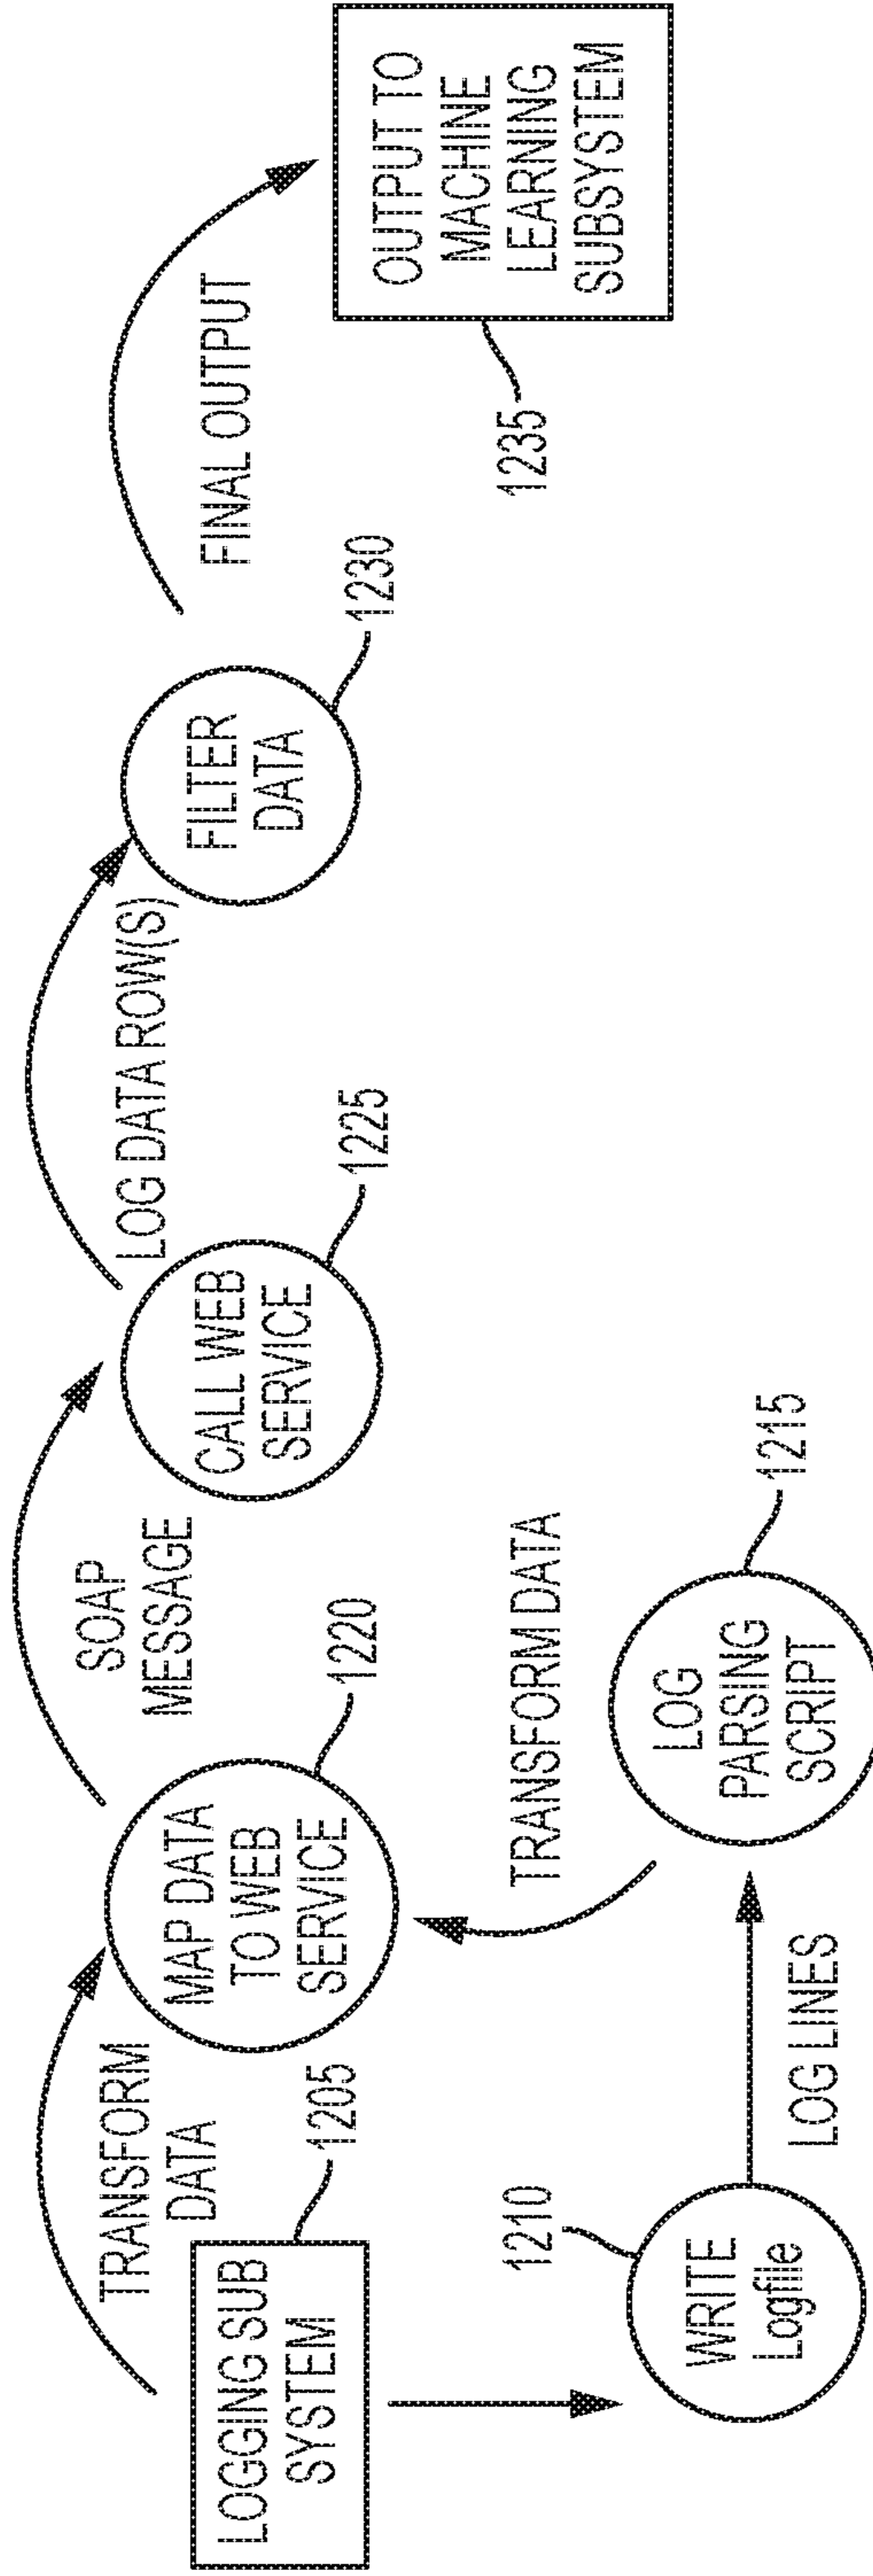 TRANSFORM
DATA
LOGGING SUB
SYSTEM
1205
1210
WRITE
Logfile
LOG LINES
LOG
PARSING
SCRIPT
1215
TRANSFORM DATA
MAP DATA
TO WEB
SERVICE
1220
SOAP
MESSAGE
CALL WEB
SERVICE
1225
LOG DATA ROW(S)
FILTER
DATA
1230
FINAL OUTPUT
OUTPUT TO
MACHINE
LEARNING
SUBSYSTEM
1235